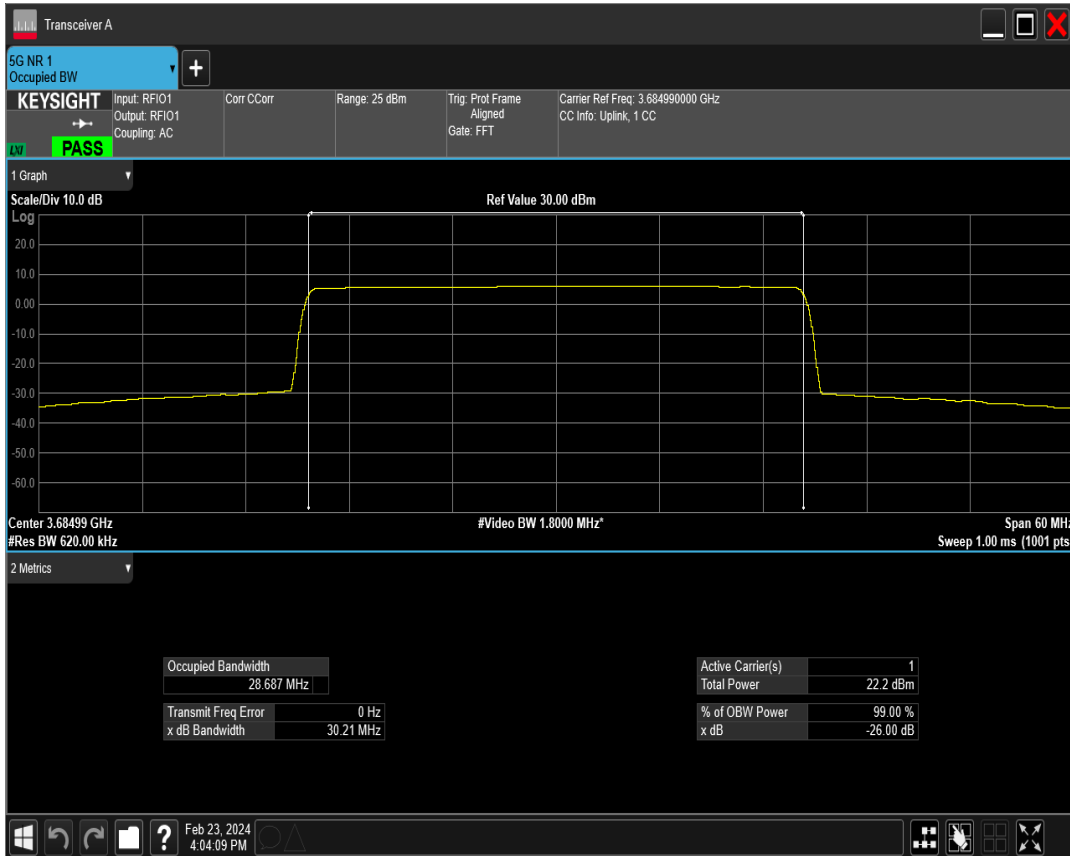 Transceiver A
5G NR 1
Occupied BW
KEYSIGHT
LXI
PASS
Input: RFIO1
Output: RFIO1
Coupling: AC
Corr CCorr
Range: 25 dBm
Trig: Prot Frame
Aligned
Gate: FFT
Carrier Ref Freq: 3.684990000 GHz
CC Info: Uplink, 1 CC
1 Graph
Scale/Div 10.0 dB
Ref Value 30.00 dBm
Log
20.0
10.0
0.00
-10.0
-20.0
-30.0
-40.0
-50.0
-60.0
Center 3.68499 GHz
#Video BW 1.8000 MHz*
Span 60 MHz
#Res BW 620.00 kHz
Sweep 1.00 ms (1001 pts
2 Metrics
Occupied Bandwidth
28.687 MHz
Transmit Freq Error 0 Hz
x dB Bandwidth 30.21 MHz
Active Carrier(s) 1
Total Power 22.2 dBm
% of OBW Power 99.00 %
x dB -26.00 dB
?
Feb 23, 2024
4:04:09 PM